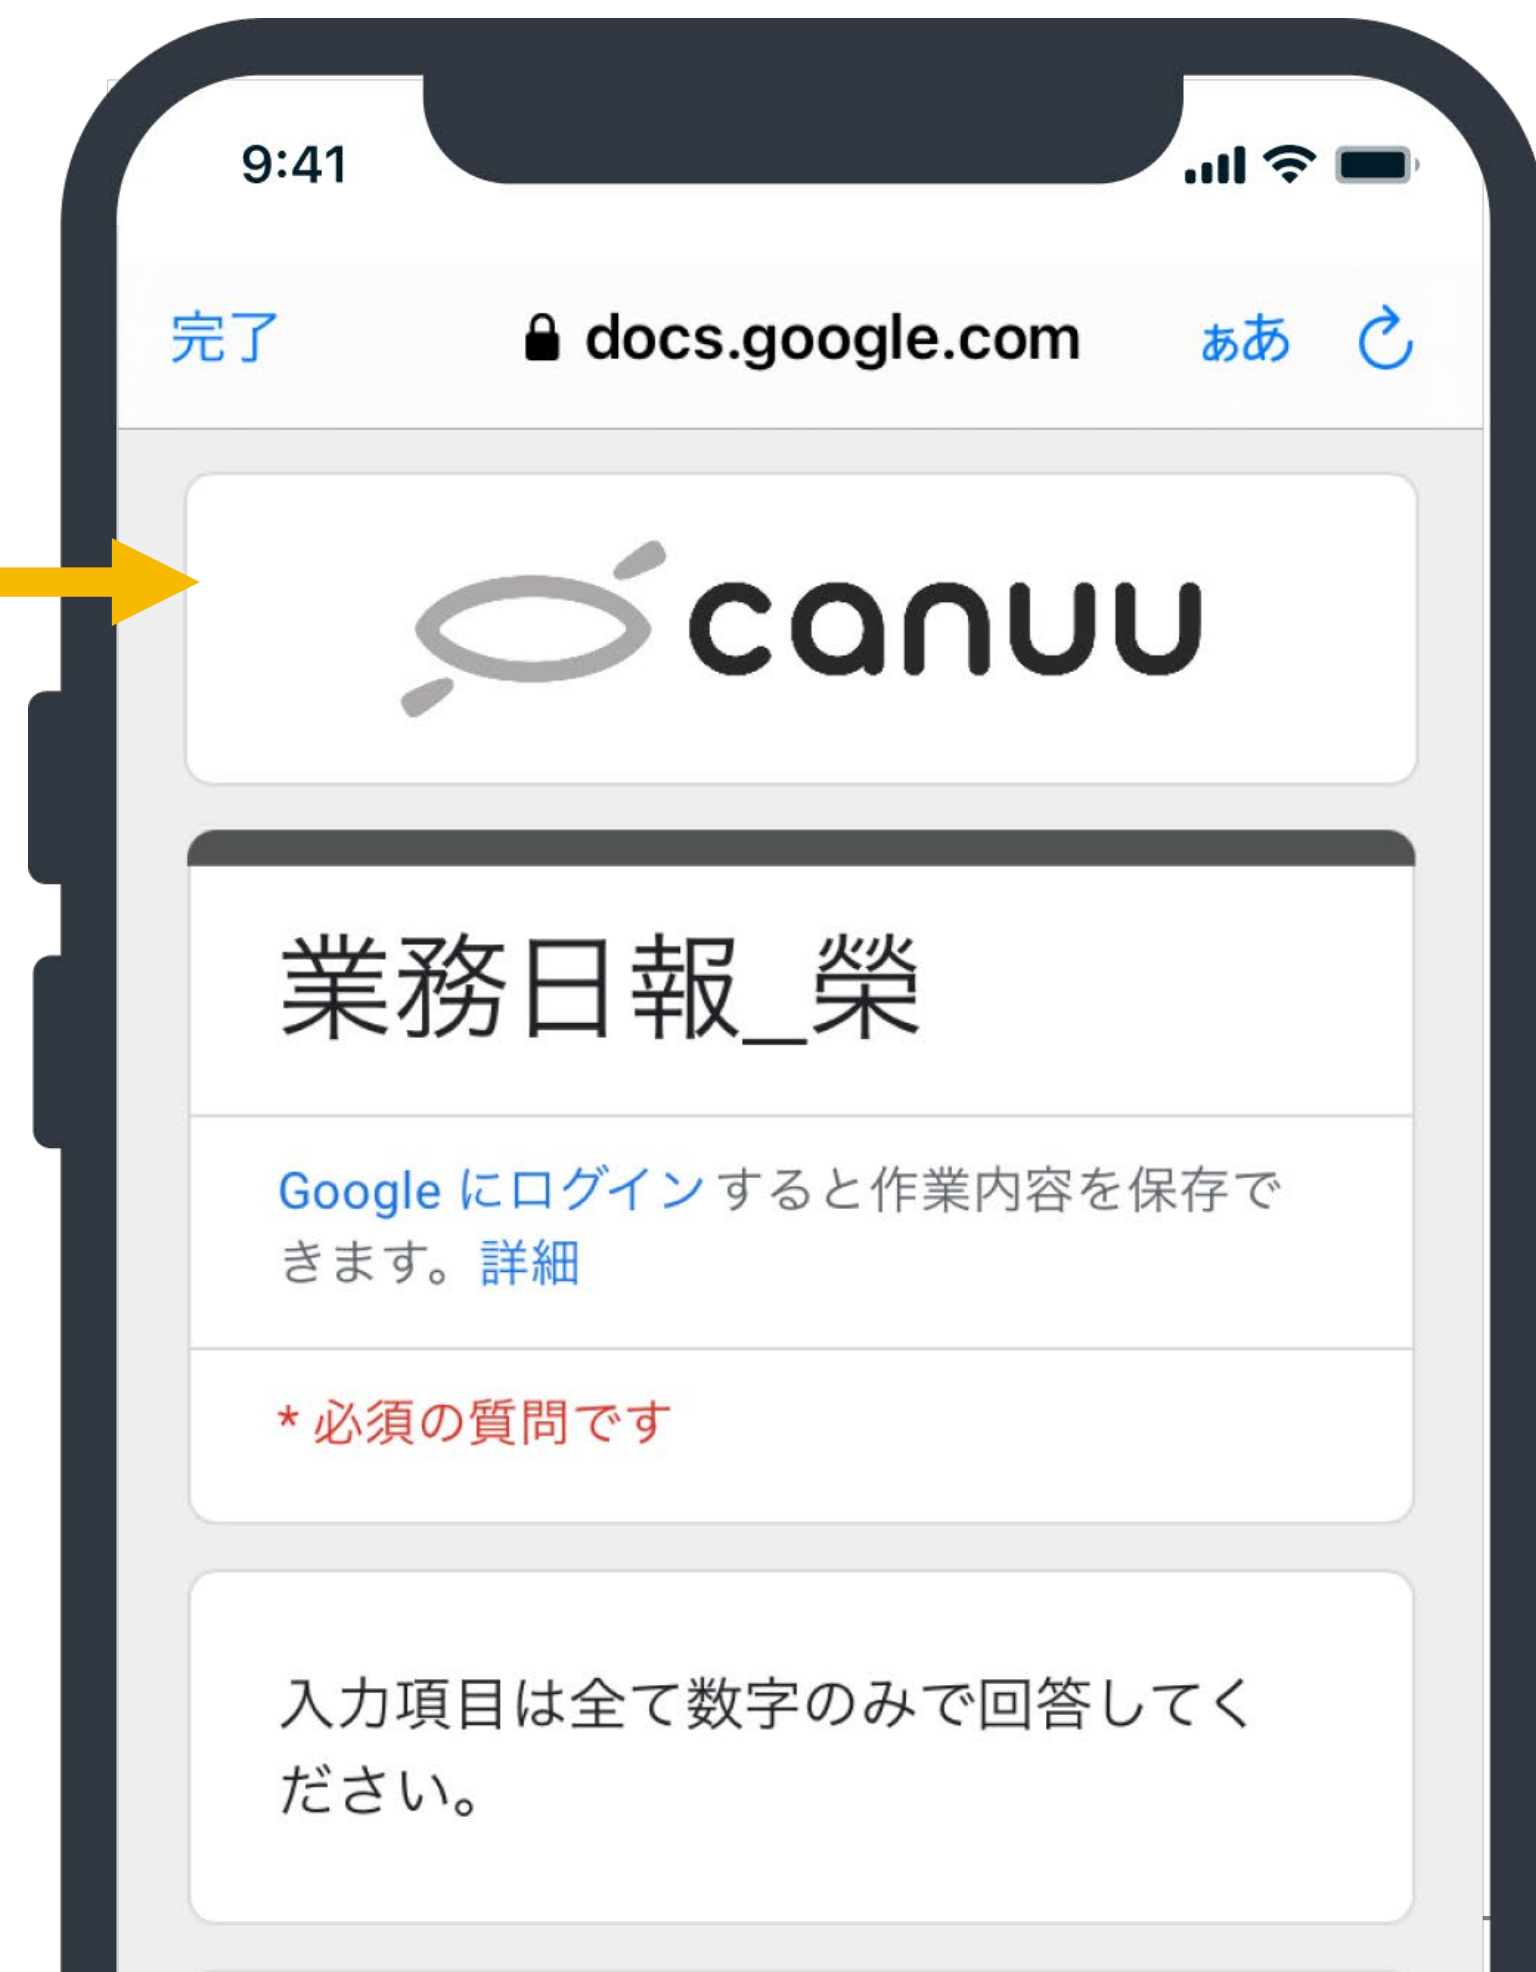 9:41
完了 docs.google.com ぁあ
canuu
業務日報_榮
Google にログインすると作業内容を保存で
きます。詳細
* 必須の質問です
入力項目は全て数字のみで回答してく
ださい。